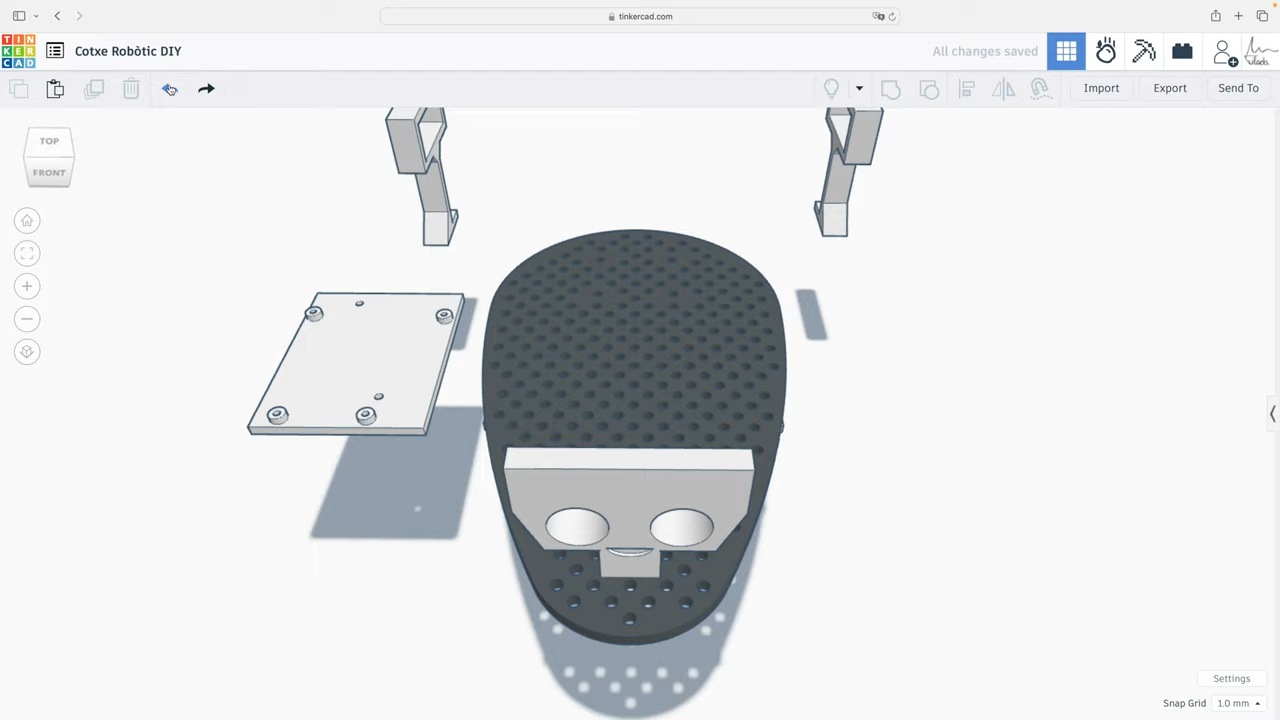 tinkercad.com
TIN
KER
CAD
Cotxe Robòtic DIY
All changes saved
Import
Export
Send To
TOP
FRONT
Settings
Snap Grid 1.0 mm